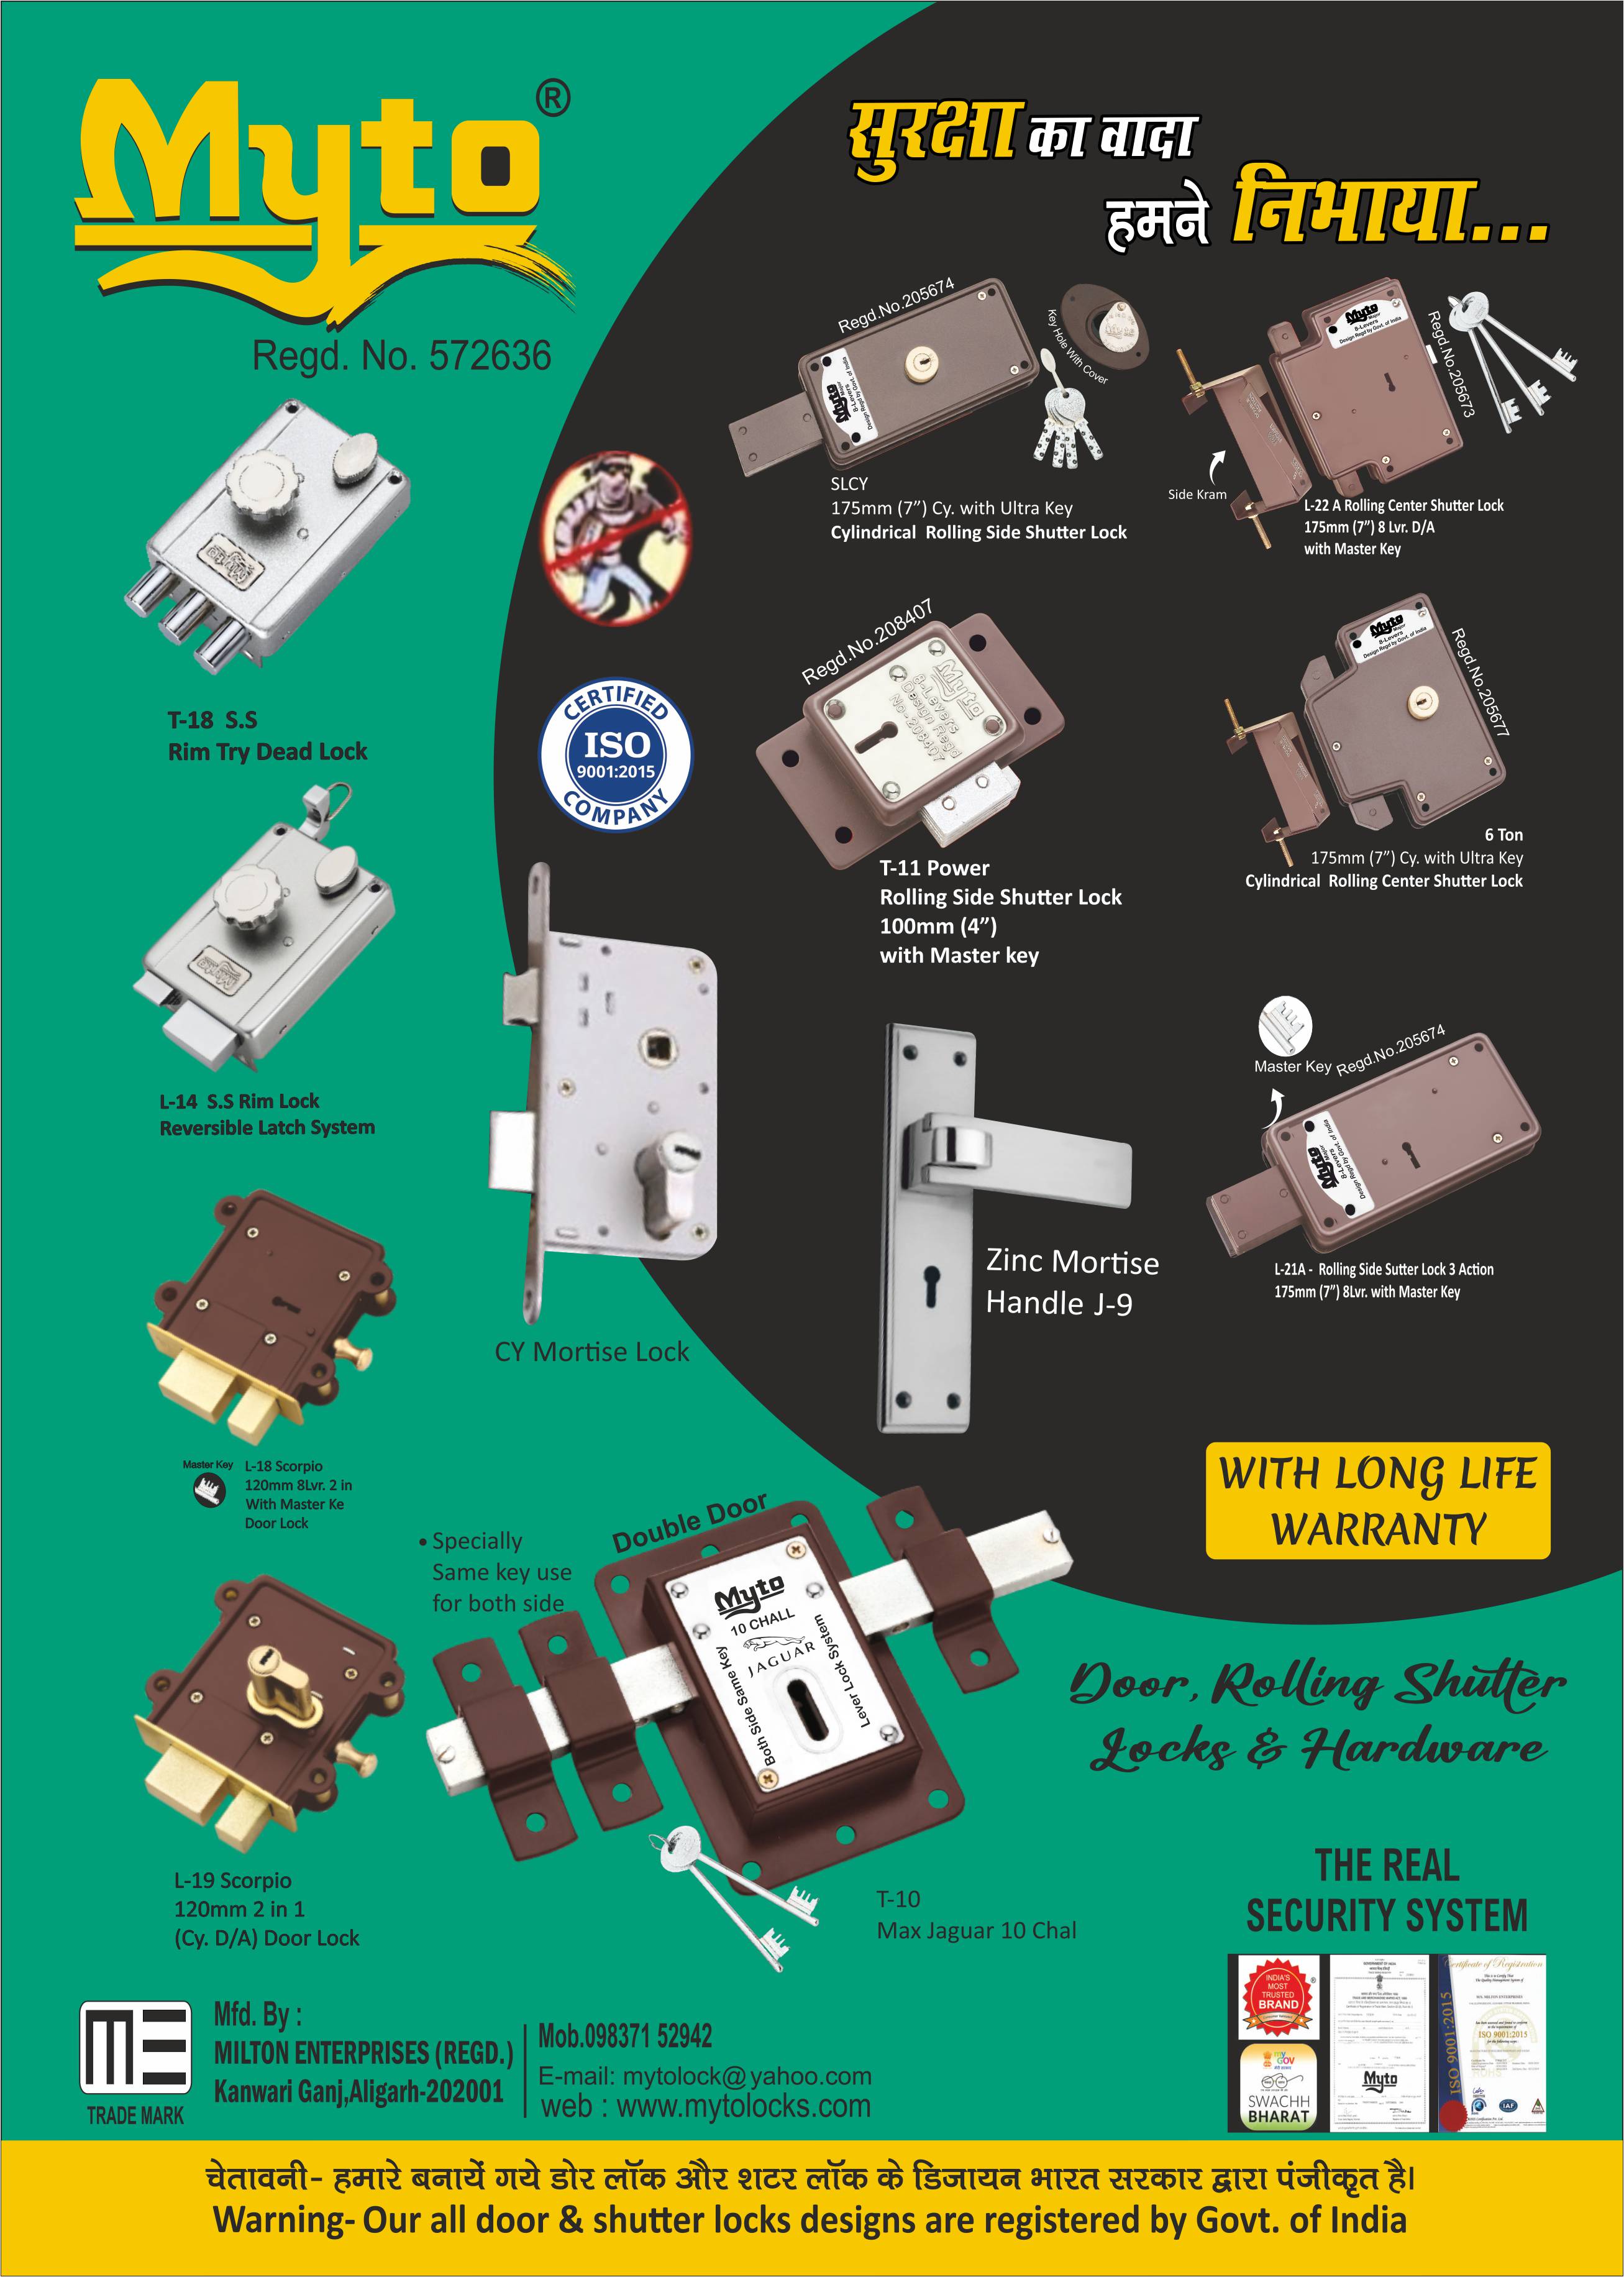 Myto®
Regd. No. 572636
सुरक्षा का वादा
हमने निभाया...
Regd.No.205674
Key Hole With Cover
Myto
Major
8-Levers
Design Regd by Govt. of India
SLCY
175mm (7”) Cy. with Ultra Key
Cylindrical Rolling Side Shutter Lock
Myto
Major
8-Levers
Design Regd by Govt. of India
Regd.No.205673
Side Kram
L-22 A Rolling Center Shutter Lock
175mm (7”) 8 Lvr. D/A
with Master Key
T-18 S.S
Rim Try Dead Lock
CERTIFIED
ISO
9001:2015
COMPANY
Regd.No.208407
Myto
8-Levers
Design Regd
No.-208407
T-11 Power
Rolling Side Shutter Lock
100mm (4”)
with Master key
Myto
Major
8-Levers
Design Regd by Govt. of India
Regd.No.205677
6 Ton
175mm (7”) Cy. with Ultra Key
Cylindrical Rolling Center Shutter Lock
L-14 S.S Rim Lock
Reversible Latch System
CY Mortise Lock
Zinc Mortise
Handle J-9
Master Key
Regd.No.205674
Myto
Major
8-Levers
Design Regd by Govt. of India
L-21A - Rolling Side Sutter Lock 3 Action
175mm (7”) 8Lvr. with Master Key
Master Key
L-18 Scorpio
120mm 8Lvr. 2 in
With Master Ke
Door Lock
WITH LONG LIFE
WARRANTY
• Specially
Same key use
for both side
Double Door
Myto
10 CHALL
JAGUAR
Both Side Same Key
Lever Lock System
T-10
Max Jaguar 10 Chal
L-19 Scorpio
120mm 2 in 1
(Cy. D/A) Door Lock
Door, Rolling Shutter
Locks & Hardware
THE REAL
SECURITY SYSTEM
INDIA'S
MOST
TRUSTED
BRAND
my
GOV
SWACHH
BHARAT
Myto
ISO 9001:2015
Certificate of Registration
ISO 9001:2015
IAF
TRADE MARK
Mfd. By :
MILTON ENTERPRISES (REGD.)
Kanwari Ganj,Aligarh-202001
Mob.098371 52942
E-mail: mytolock@yahoo.com
web : www.mytolocks.com
चेतावनी- हमारे बनायें गये डोर लॉक और शटर लॉक के डिजायन भारत सरकार द्वारा पंजीकृत है।
Warning- Our all door & shutter locks designs are registered by Govt. of India